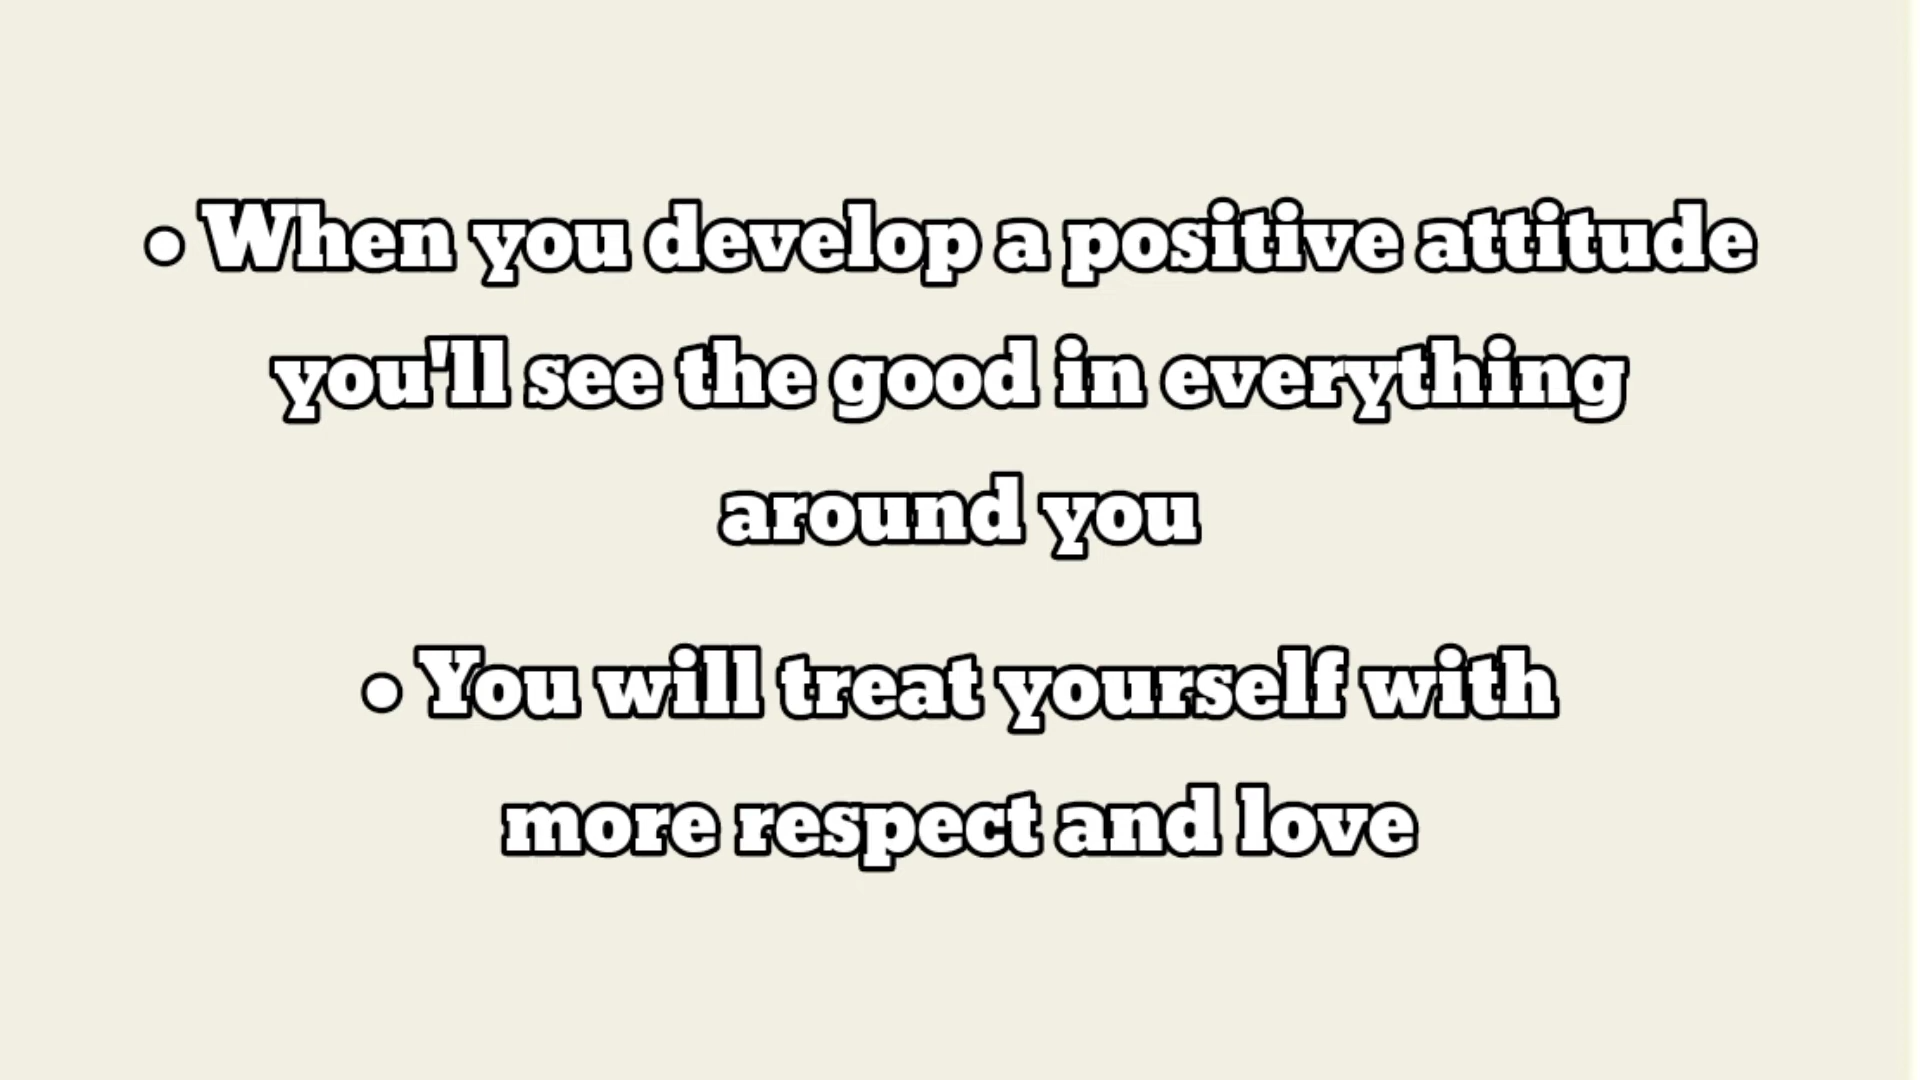 • When you develop a positive attitude
you'll see the good in everything
around you
• You will treat yourself with
more respect and love